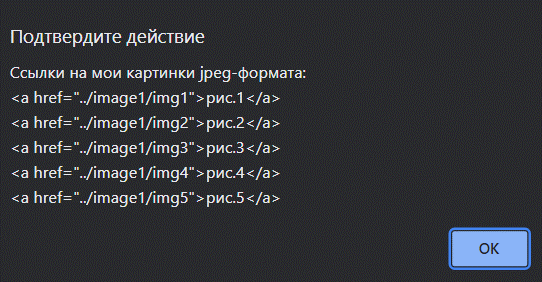 Подтвердите действие
Ссылки на мои картинки jpeg-формата:
<a href="../image1/img1">рис.1</a>
<a href="../image1/img2">рис.2</a>
<a href="../image1/img3">рис.3</a>
<a href="../image1/img4">рис.4</a>
<a href="../image1/img5">рис.5</a>
ОК